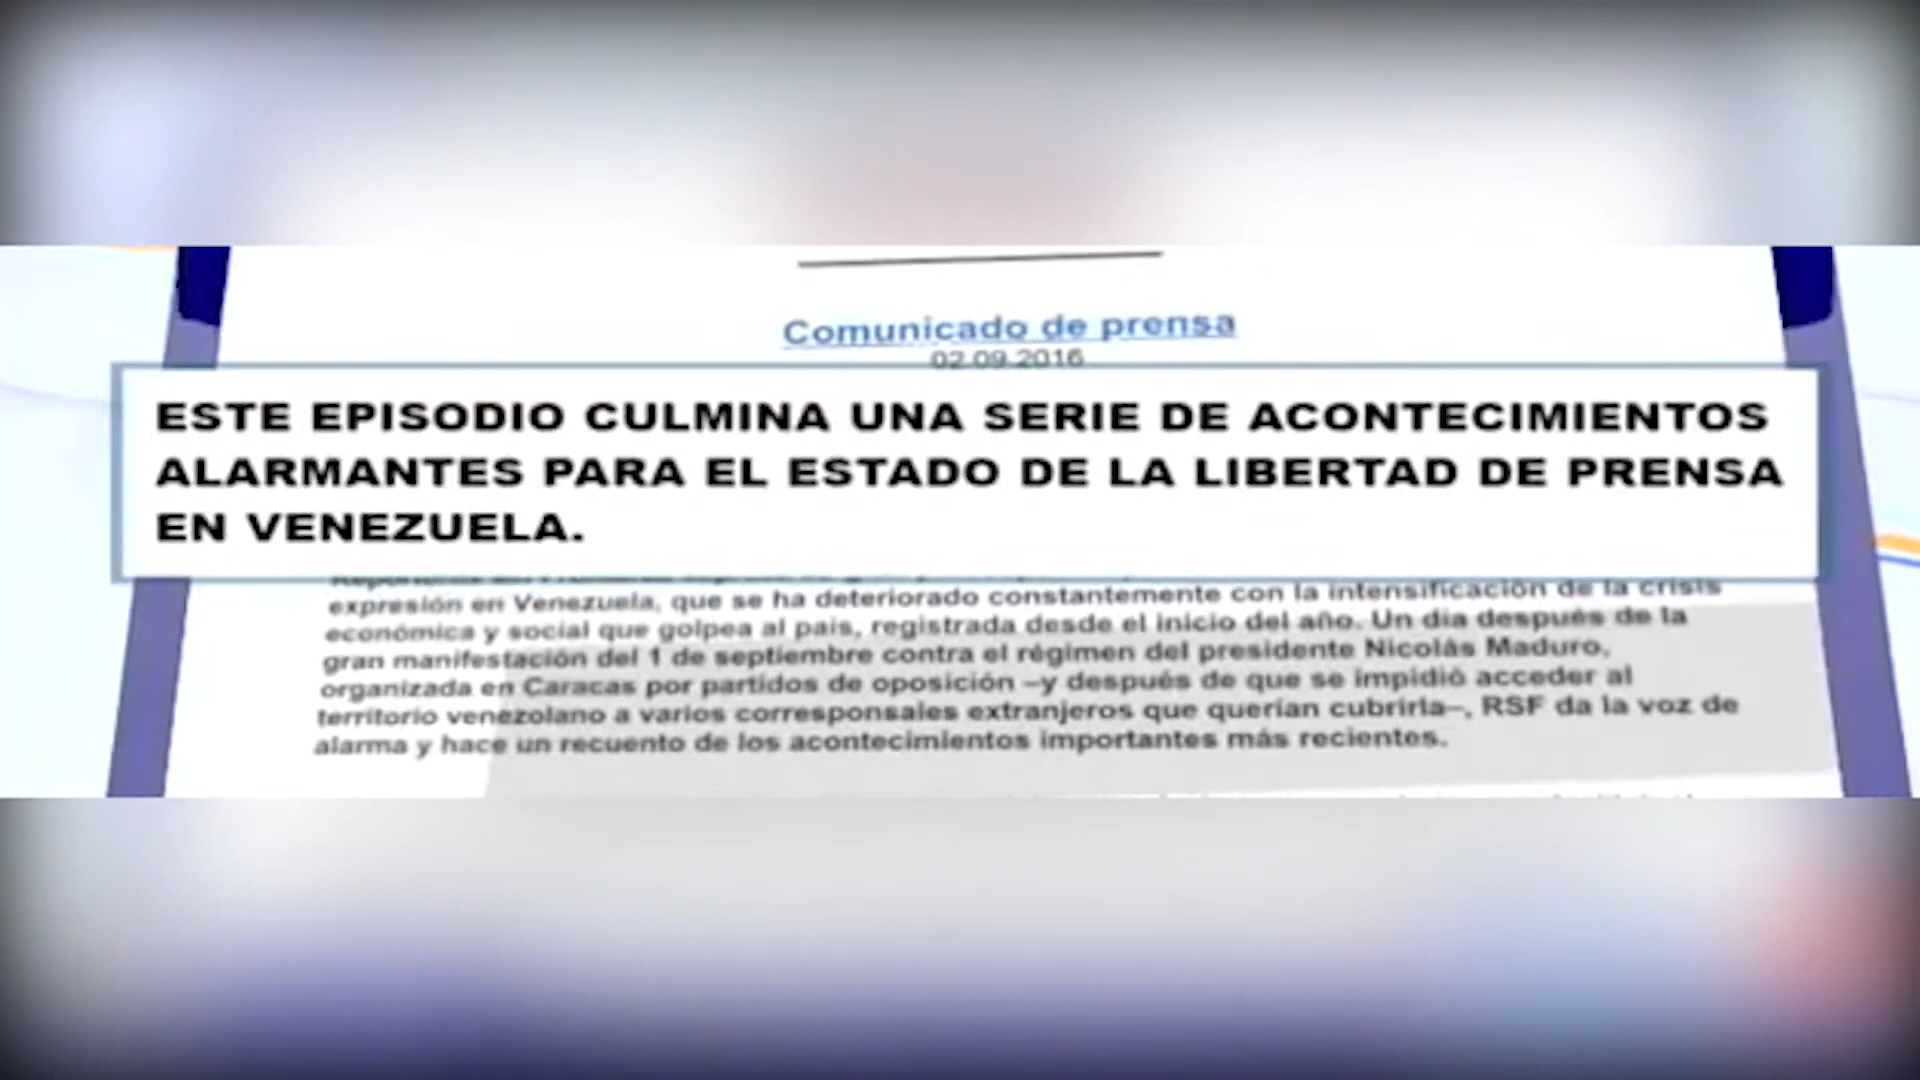 Comunicado de prensa
02.09.2016
ESTE EPISODIO CULMINA UNA SERIE DE ACONTECIMIENTOS
ALARMANTES PARA EL ESTADO DE LA LIBERTAD DE PRENSA
EN VENEZUELA.
expresión en Venezuela, que se ha deteriorado constantemente con la intensificación de la crisis
económica y social que golpea al país, registrada desde el inicio del año. Un día después de la
gran manifestación del 1 de septiembre contra el régimen del presidente Nicolás Maduro,
organizada en Caracas por partidos de oposición –y después de que se impidió acceder al
territorio venezolano a varios corresponsales extranjeros que querían cubrirla–, RSF da la voz de
alarma y hace un recuento de los acontecimientos importantes más recientes.